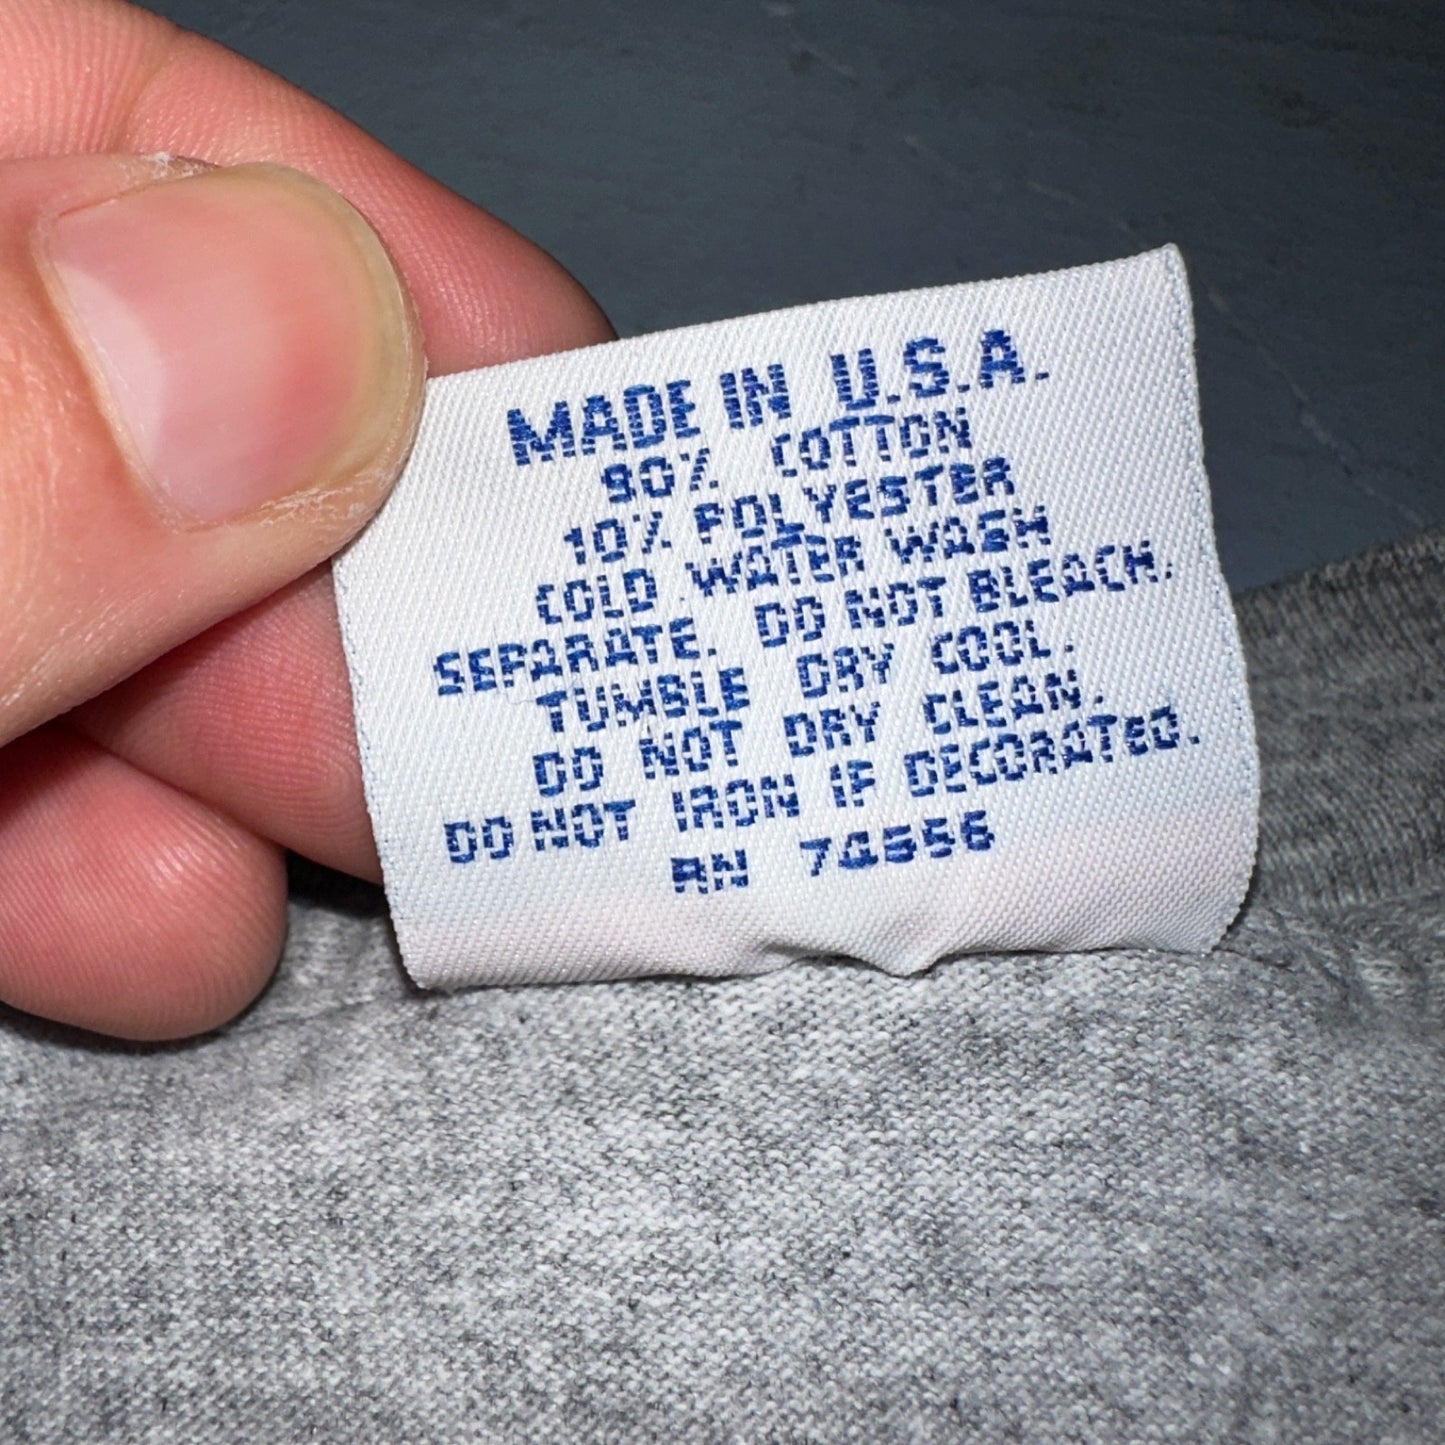 MADE IN U.S.A.
90% COTTON
10% POLYESTER
COLD WATER WASH
SEPARATE. DO NOT BLEACH.
TUMBLE DRY COOL.
DO NOT DRY CLEAN.
DO NOT IRON IF DECORATED.
RN 74556